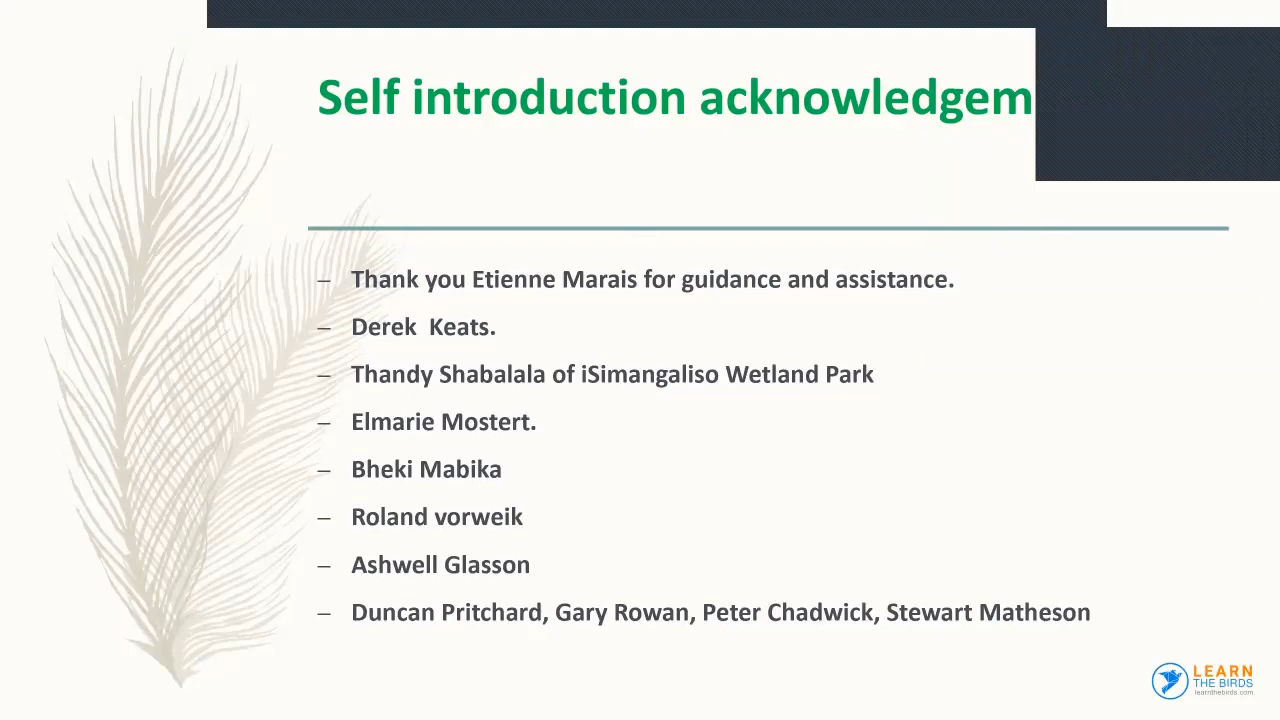 Self introduction acknowledgem
– Thank you Etienne Marais for guidance and assistance.
– Derek  Keats.
– Thandy Shabalala of iSimangaliso Wetland Park
– Elmarie Mostert.
– Bheki Mabika
– Roland vorweik
– Ashwell Glasson
– Duncan Pritchard, Gary Rowan, Peter Chadwick, Stewart Matheson
LEARN
THE BIRDS
learnthebirds.com